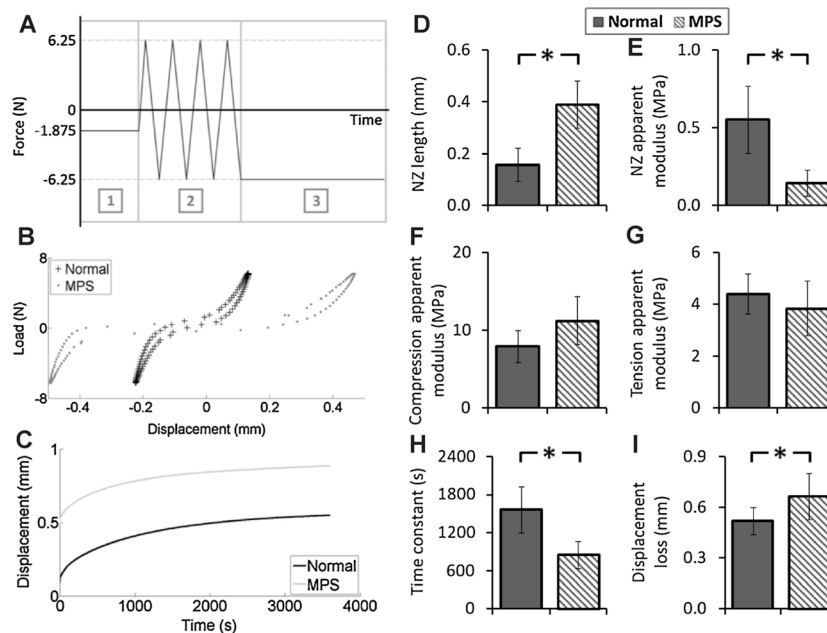 Normal MPS
A
Force (N)
6.25
0
-1.875
-6.25
Time
1 2 3
B
Load (N)
8
0
-8
+ Normal
MPS
-0.4 -0.2 0 0.2 0.4
Displacement (mm)
C
Displacement (mm)
1
0.5
0
Normal
MPS
0 1000 2000 3000 4000
Time (s)
D
NZ length (mm)
0.6
0.4
0.2
0.0
*
E
NZ apparent
modulus (MPa)
1.0
0.5
0.0
*
F
Compression apparent
modulus (MPa)
20
10
0
G
Tension apparent
modulus (MPa)
6
4
2
0
H
Time constant (s)
2400
1800
1200
600
0
*
I
Displacement
loss (mm)
0.9
0.6
0.3
0.0
*